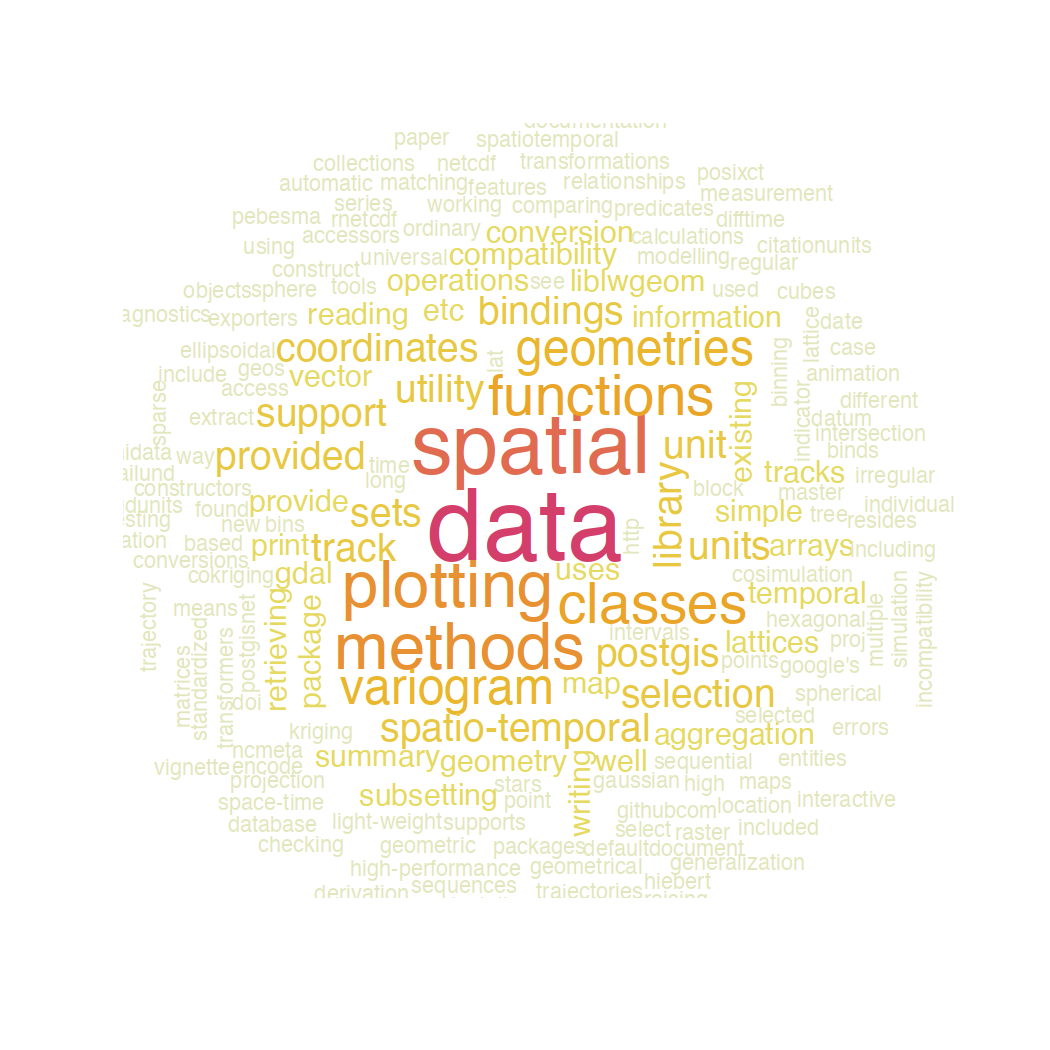 documentation
paper
spatiotemporal
collections
netcdf
transformations
automatic
matching
features
relationships
posixct
measurement
series
working
comparing
predicates
pebesma
rnetcdf
difftime
accessors
ordinary
conversion
calculations
using
universal
compatibility
modelling
regular
citationunits
construct
operations
see
liblwgeom
objects
sphere
tools
used
cubes
agnostics
exporters
reading
etc
bindings
information
date
lattice
ellipsoidal
coordinates
lat
geometries
binning
case
include
geos
vector
access
utility
functions
existing
indicator
animation
different
sparse
extract
support
spatial
unit
datum
intersection
idata
way
provided
time
tracks
binds
ailund
long
library
irregular
constructors
block
master
dunits
found
provide
sets
data
simple
tree
resides
individual
esting
new
bins
http
ation
based
print
track
units
arrays
including
conversions
cokriging
gdal
uses
cosimulation
plotting
classes
temporal
trajectory
means
postgisnet
retrieving
package
hexagonal
multiple
simulation
incompatibility
standardized
methods
intervals
lattices
proj
matrices
transformers
postgis
points
google's
doi
variogram
map
selection
spherical
kriging
spatio-temporal
aggregation
selected
errors
ncmeta
vignette
encode
summary
geometry
well
sequential
entities
projection
stars
writing
gaussian
high
maps
space-time
subsetting
point
githubcom
location
interactive
database
light-weight
supports
select
raster
included
checking
geometric
packages
default
document
high-performance
geometrical
generalization
derivation
sequences
trajectories
hiebert